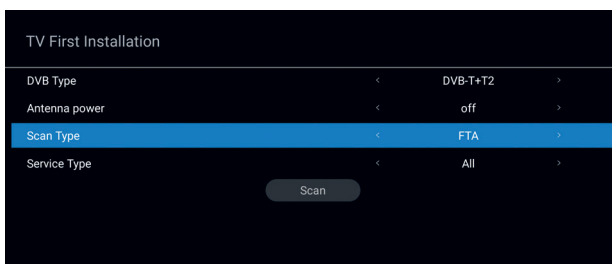 TV First Installation
DVB Type < DVB-T+T2 >
Antenna power < off >
Scan Type < FTA >
Service Type < All >
Scan